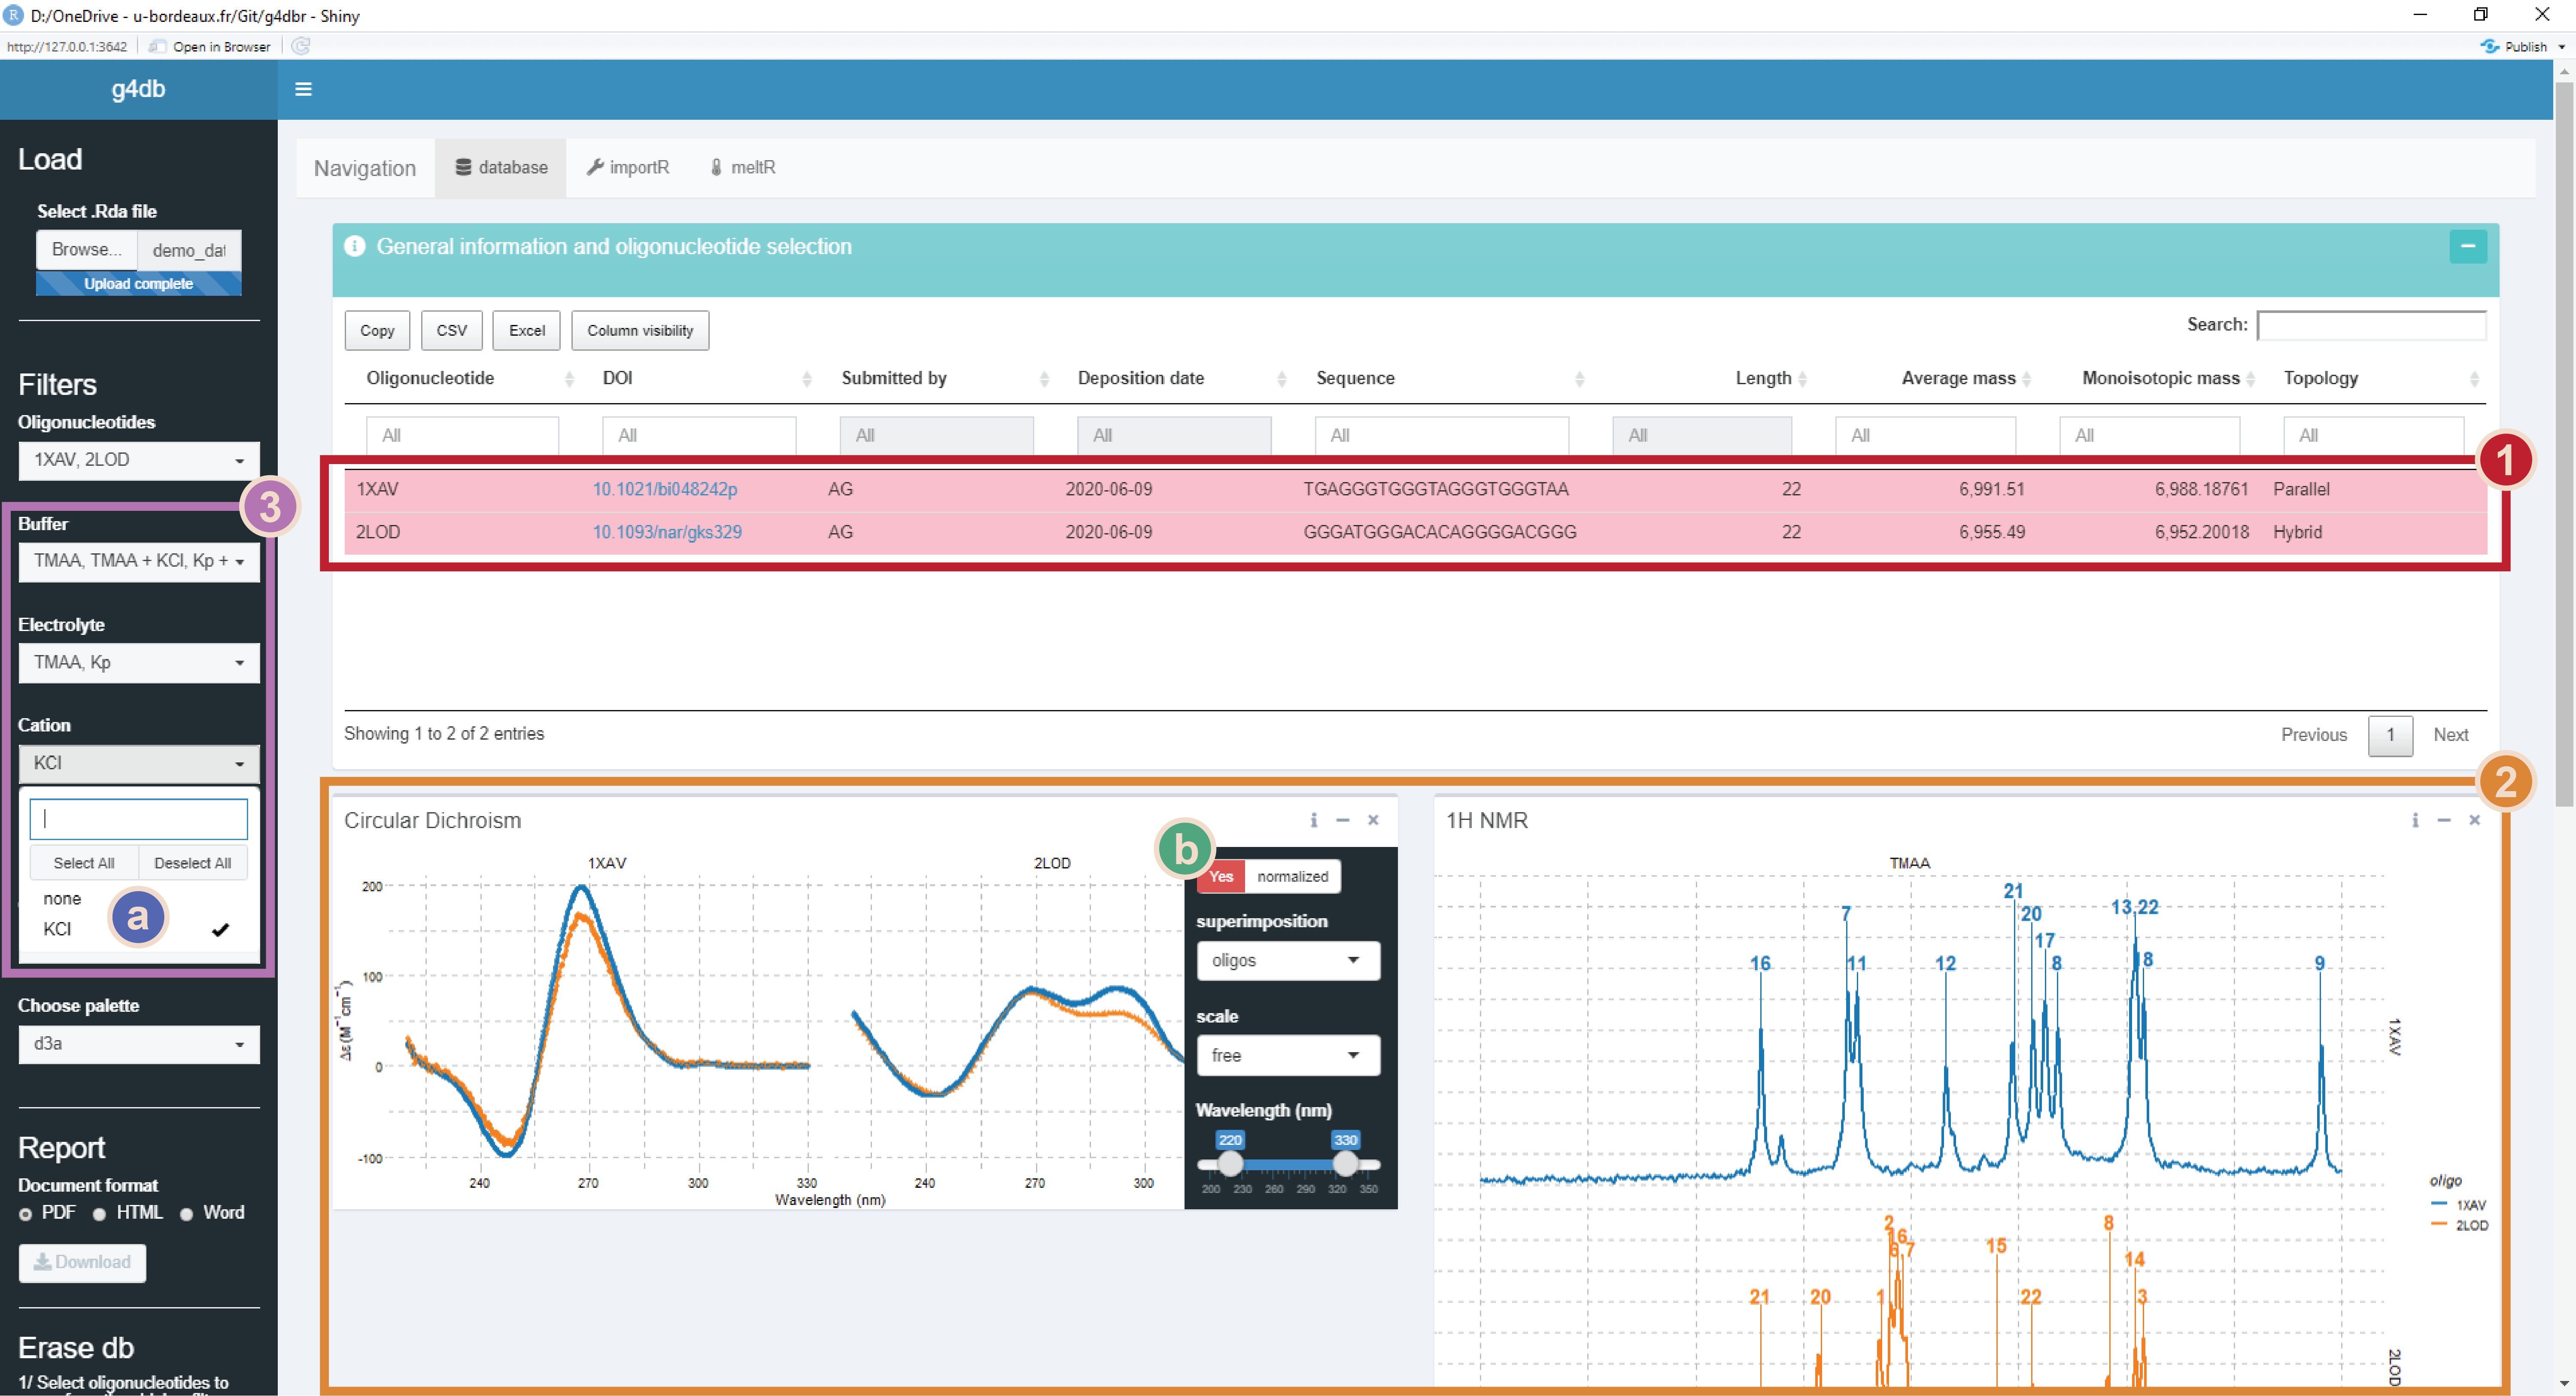 D:/OneDrive - u-bordeaux.fr/Git/g4dbr - Shiny
http://127.0.0.1:3642 Open in Browser Publish
g4db
Load
Select .Rda file
Browse... demo_dat
Upload complete
Filters
Oligonucleotides
1XAV, 2LOD
3
Buffer
TMAA, TMAA + KCl, Kp +
Electrolyte
TMAA, Kp
Cation
KCl
Select All Deselect All
none
KCl
a
Choose palette
d3a
Report
Document format
PDF HTML Word
Download
Erase db
1/ Select oligonucleotides to
Navigation database importR meltR
General information and oligonucleotide selection
Copy CSV Excel Column visibility Search:
Oligonucleotide DOI Submitted by Deposition date Sequence Length Average mass Monoisotopic mass Topology
All All All All All All All All All
1
1XAV 10.1021/bi048242p AG 2020-06-09 TGAGGGTGGGTAGGGTGGGTAA 22 6,991.51 6,988.18761 Parallel
2LOD 10.1093/nar/gks329 AG 2020-06-09 GGGATGGGACACAGGGGACGGG 22 6,955.49 6,952.20018 Hybrid
Showing 1 to 2 of 2 entries Previous 1 Next
2
Circular Dichroism
1XAV 2LOD
200
100
0
-100
Δε (M⁻¹cm⁻¹)
240 270 300 330 240 270 300
Wavelength (nm)
b
Yes normalized
superimposition
oligos
scale
free
Wavelength (nm)
220 330
200 230 260 290 320 350
1H NMR
TMAA
21
7 20 13,22
17
16 11 12 8 18 9
1XAV
oligo
1XAV
2LOD
2 8
16
6 7 15
14
21 20 1 22 3
2LOD